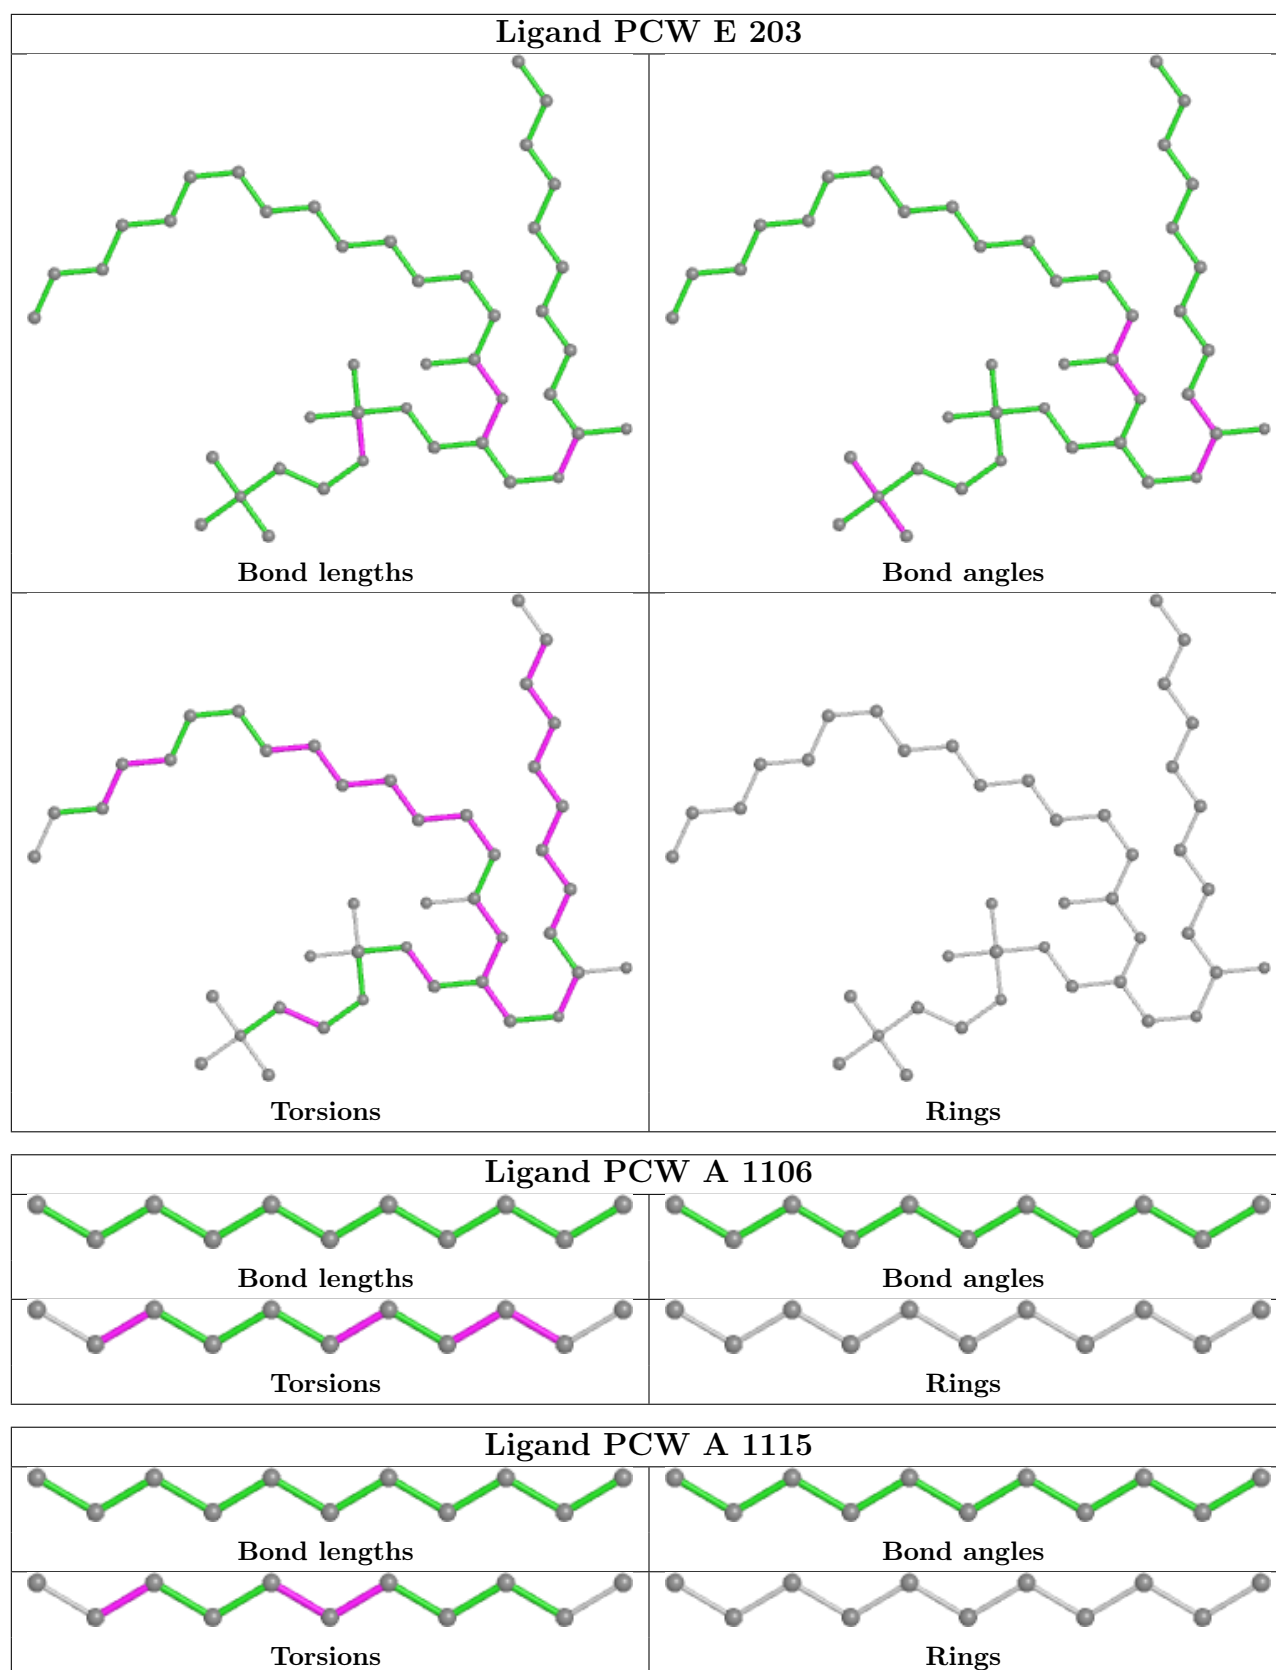 Ligand PCW E 203
Bond lengths
Bond angles
Torsions
Rings
Ligand PCW A 1106
Bond lengths
Bond angles
Torsions
Rings
Ligand PCW A 1115
Bond lengths
Bond angles
Torsions
Rings